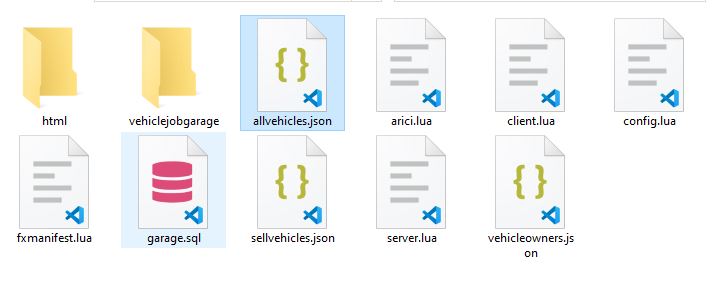 html
vehiclejobgarage
allvehicles.json
arici.lua
client.lua
config.lua
fxmanifest.lua
garage.sql
sellvehicles.json
server.lua
vehicleowners.js
on